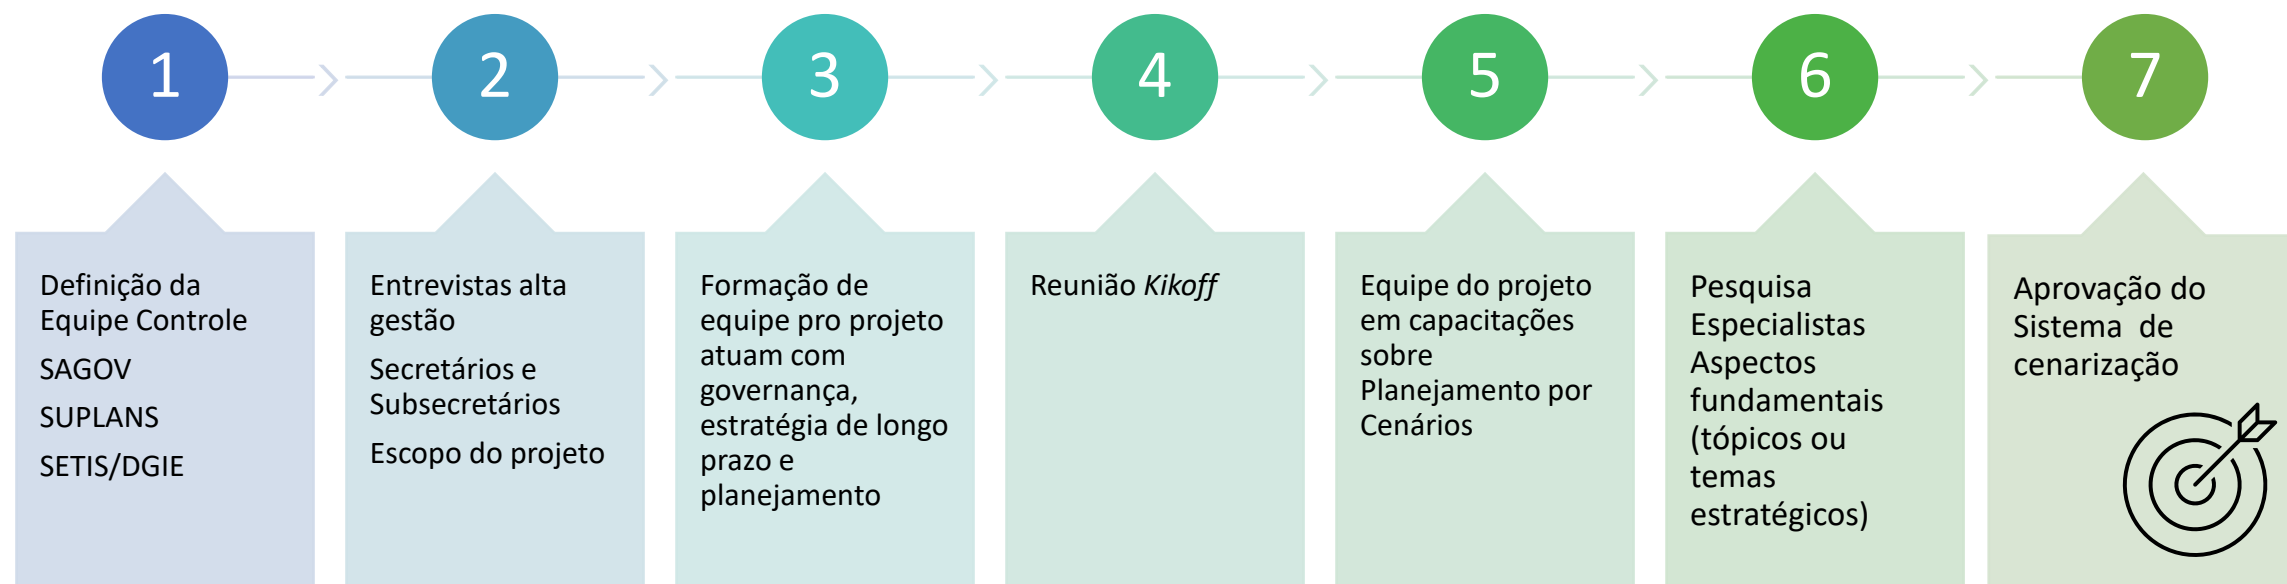 1
2
3
4
5
6
7
Definição da
Equipe Controle
SAGOV
SUPLANS
SETIS/DGIE
Entrevistas alta
gestão
Secretários e
Subsecretários
Escopo do projeto
Formação de
equipe pro projeto
atuam com
governança,
estratégia de longo
prazo e
planejamento
Reunião Kikoff
Equipe do projeto
em capacitações
sobre
Planejamento por
Cenários
Pesquisa
Especialistas
Aspectos
fundamentais
(tópicos ou
temas
estratégicos)
Aprovação do
Sistema de
cenarização